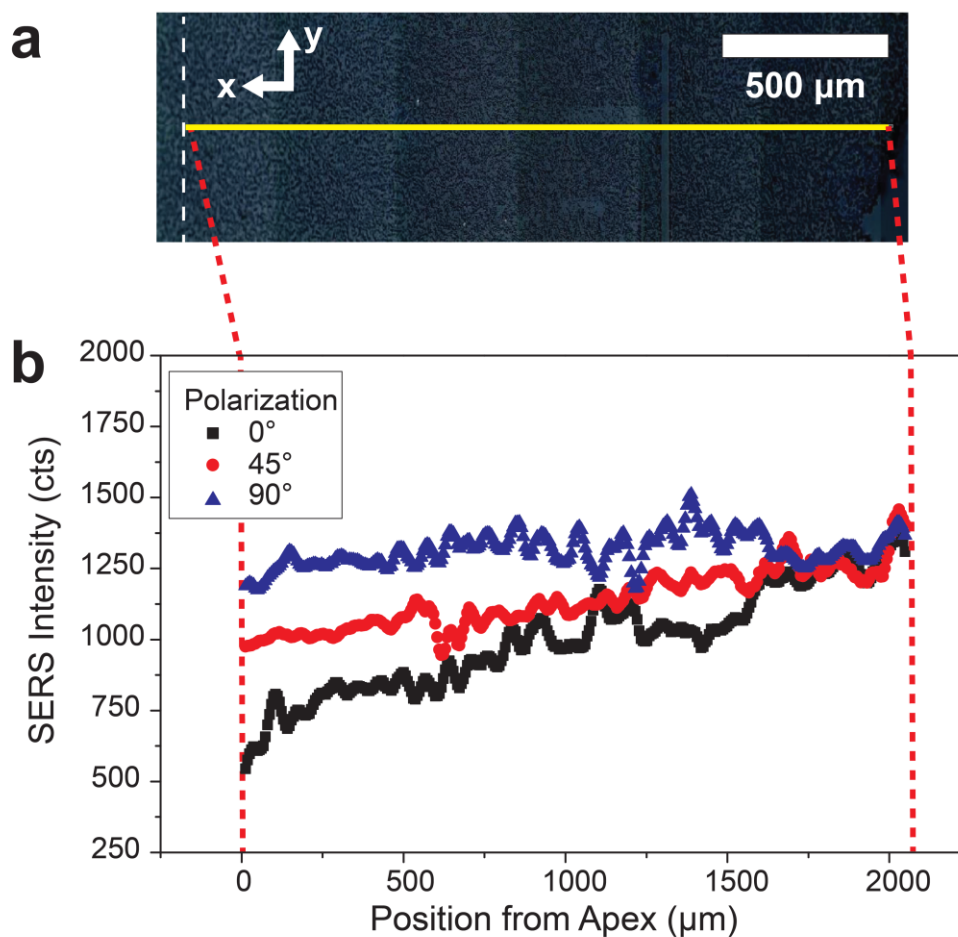 a
y
x
500 µm
b
2000
1750
1500
1250
1000
750
500
250
SERS Intensity (cts)
Polarization
0°
45°
90°
0 500 1000 1500 2000
Position from Apex (µm)